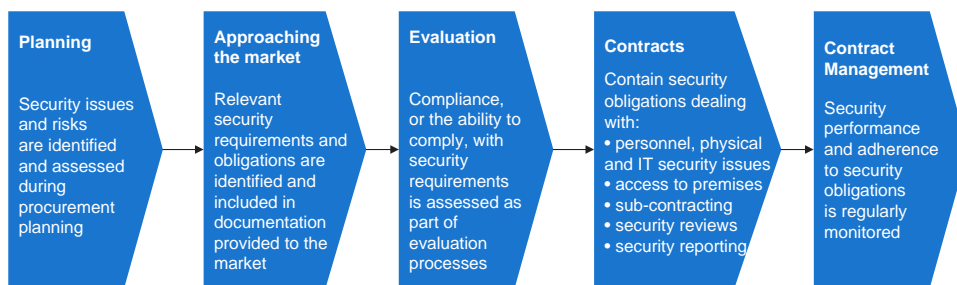 Planning
Security issues
and risks
are identified
and assessed
during
procurement
planning
Approaching
the market
Relevant
security
requirements and
obligations are
identified and
included in
documentation
provided to the
market
Evaluation
Compliance,
or the ability to
comply, with
security
requirements
is assessed as
part of
evaluation
processes
Contracts
Contain security
obligations dealing
with:
• personnel, physical
and IT security issues
• access to premises
• sub-contracting
• security reviews
• security reporting
Contract
Management
Security
performance
and adherence
to security
obligations
is regularly
monitored